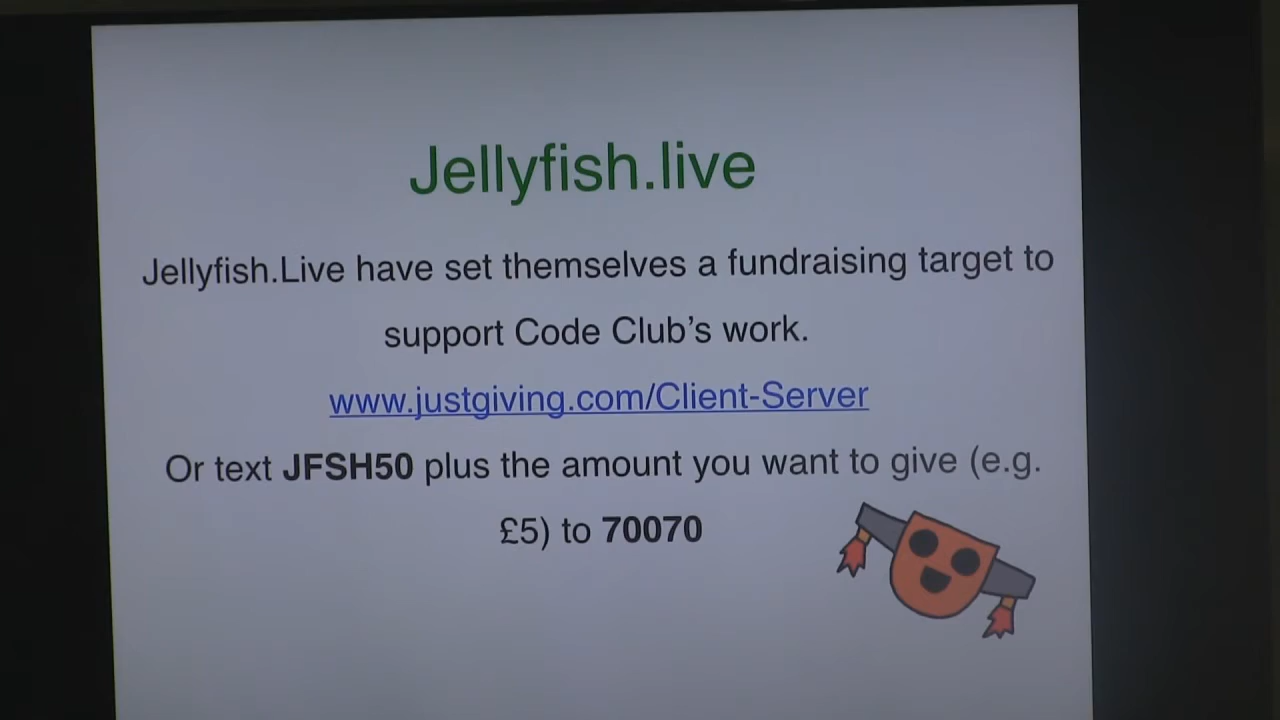 Jellyfish.live
Jellyfish.Live have set themselves a fundraising target to
support Code Club’s work.
www.justgiving.com/Client-Server
Or text JFSH50 plus the amount you want to give (e.g.
£5) to 70070